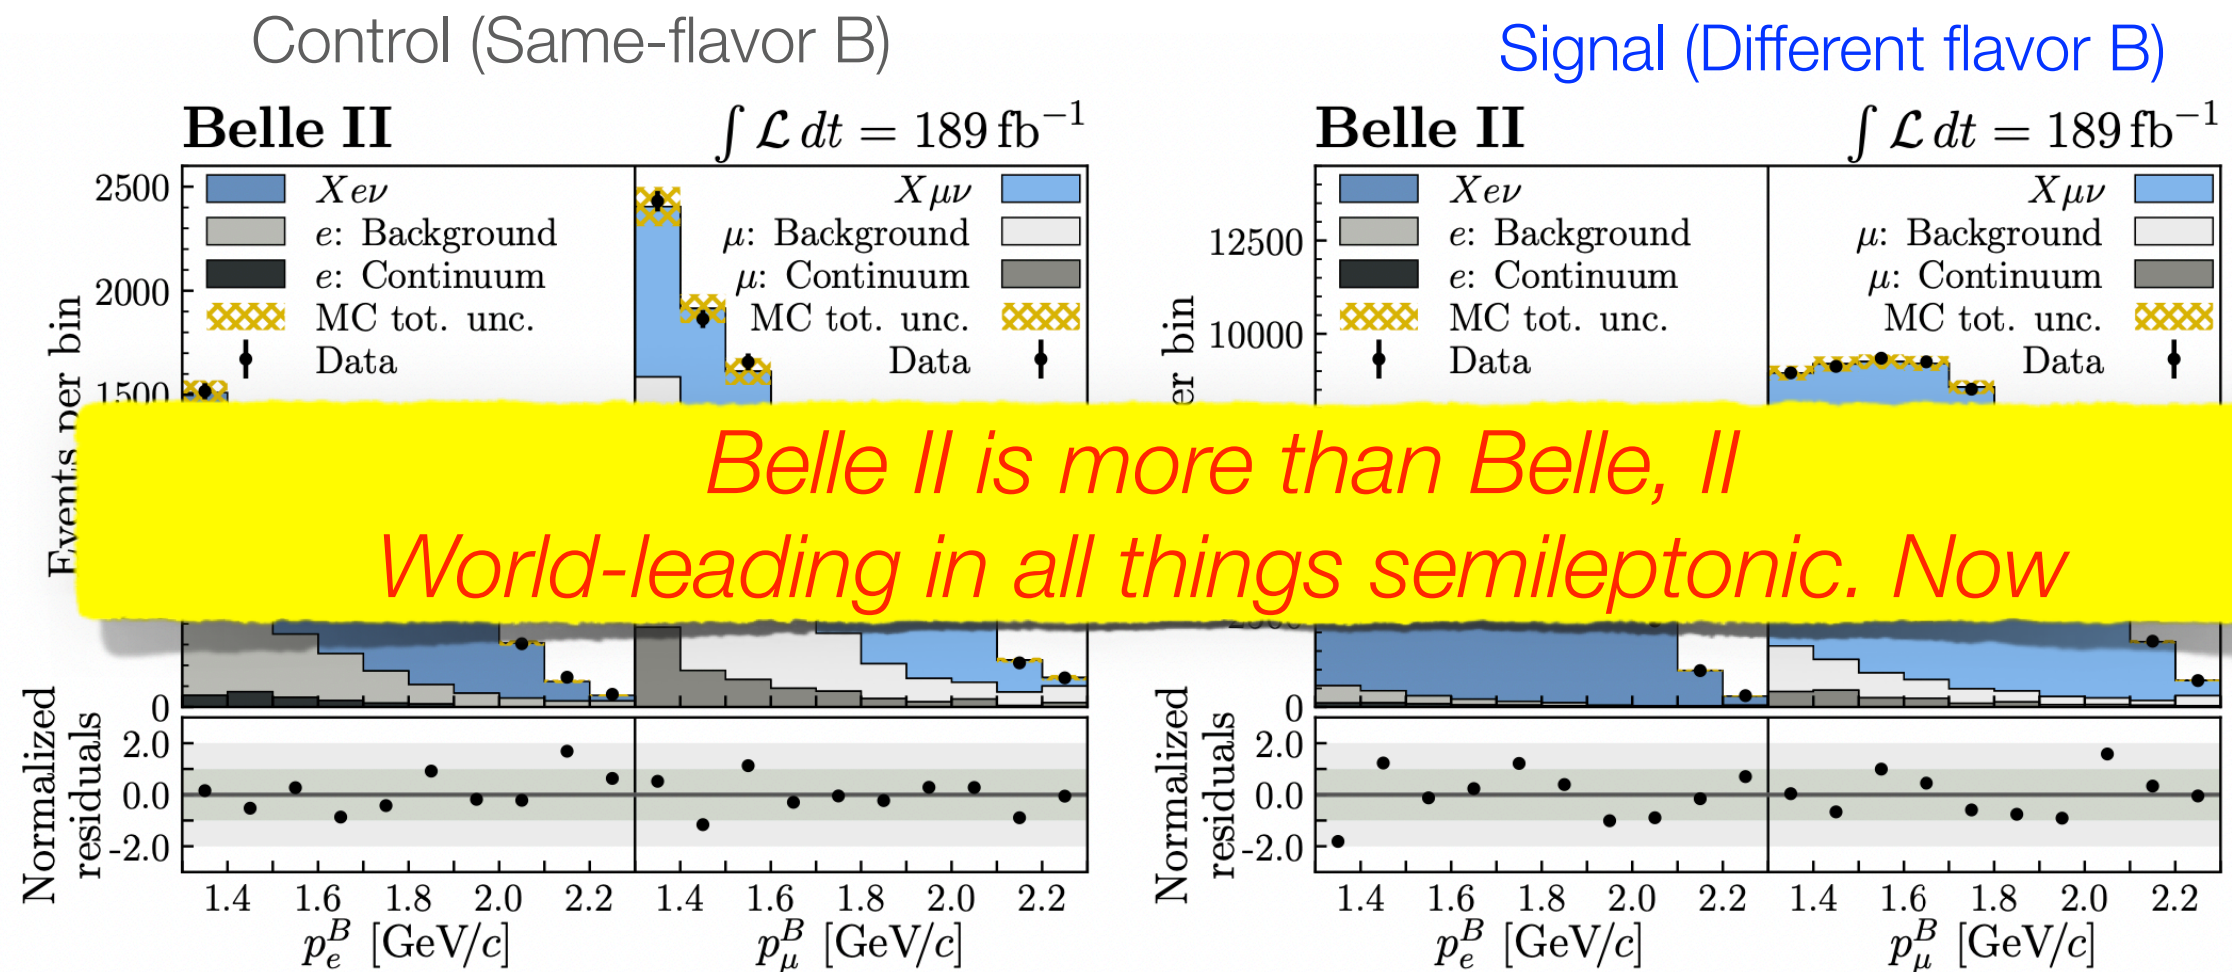 Control (Same-flavor B)
Signal (Different flavor B)
Belle II
∫ ℒ dt = 189 fb⁻¹
2500
2000
1500
0
Events per bin
Xeν
e: Background
e: Continuum
MC tot. unc.
Data
Xμν
μ: Background
μ: Continuum
MC tot. unc.
Data
Belle II
∫ ℒ dt = 189 fb⁻¹
12500
10000
0
per bin
Xeν
e: Background
e: Continuum
MC tot. unc.
Data
Xμν
μ: Background
μ: Continuum
MC tot. unc.
Data
Belle II is more than Belle, II
World-leading in all things semileptonic. Now
Normalized
residuals
2.0
0.0
-2.0
1.4 1.6 1.8 2.0 2.2 1.4 1.6 1.8 2.0 2.2
p_e^B [GeV/c]
p_μ^B [GeV/c]
Normalized
residuals
2.0
0.0
-2.0
1.4 1.6 1.8 2.0 2.2 1.4 1.6 1.8 2.0 2.2
p_e^B [GeV/c]
p_μ^B [GeV/c]